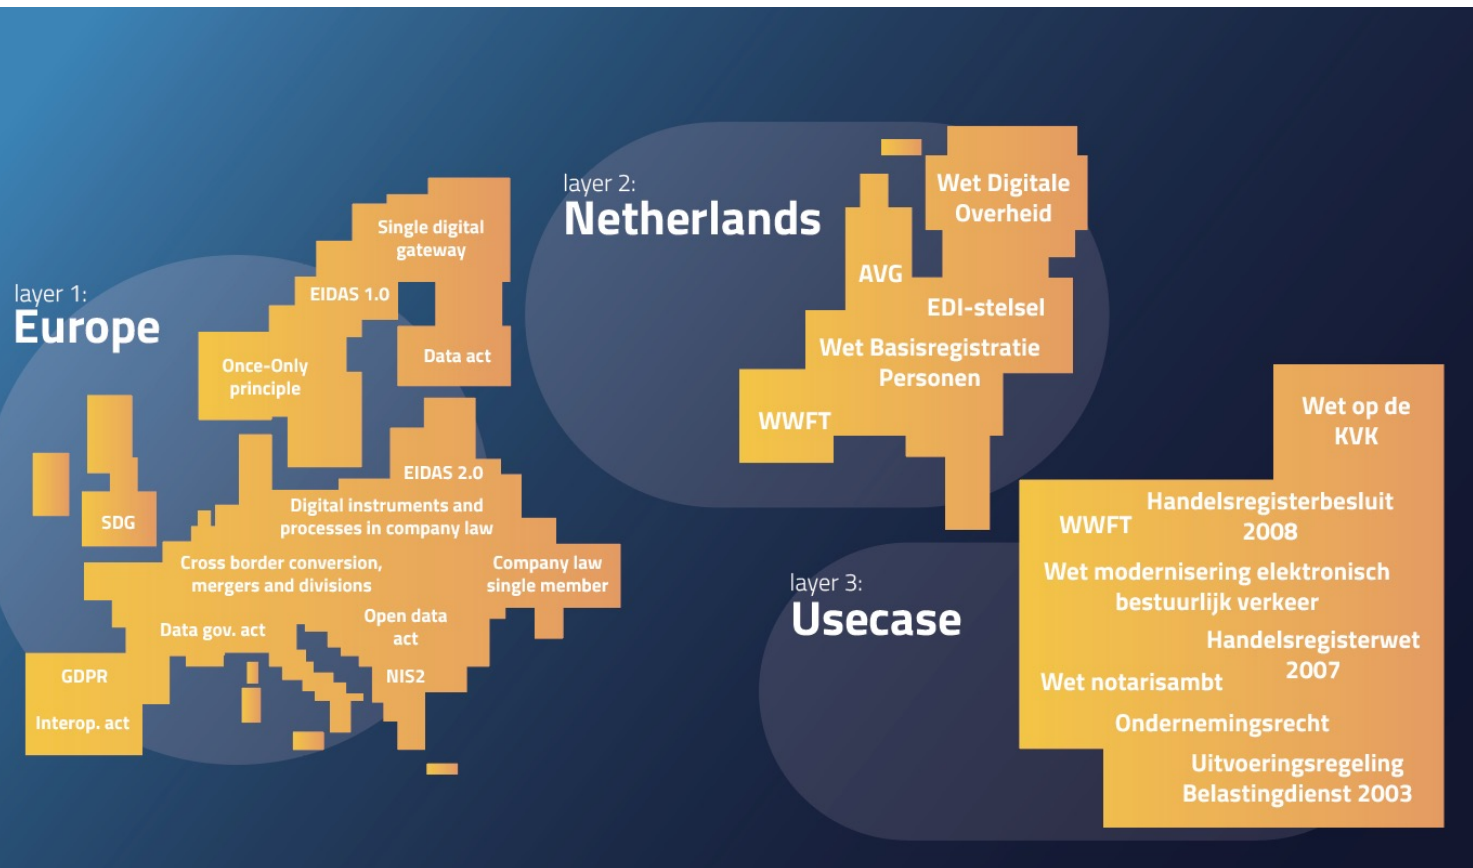 layer 1:
Europe
Single digital
gateway
EIDAS 1.0
Data act
Once-Only
principle
EIDAS 2.0
SDG
Digital instruments and
processes in company law
Cross border conversion,
mergers and divisions
Company law
single member
Open data
act
Data gov. act
GDPR
NIS2
Interop. act
layer 2:
Netherlands
Wet Digitale
Overheid
AVG
EDI-stelsel
Wet Basisregistratie
Personen
WWFT
layer 3:
Usecase
Wet op de
KVK
Handelsregisterbesluit
2008
WWFT
Wet modernisering elektronisch
bestuurlijk verkeer
Handelsregisterwet
2007
Wet notarisambt
Ondernemingsrecht
Uitvoeringsregeling
Belastingdienst 2003